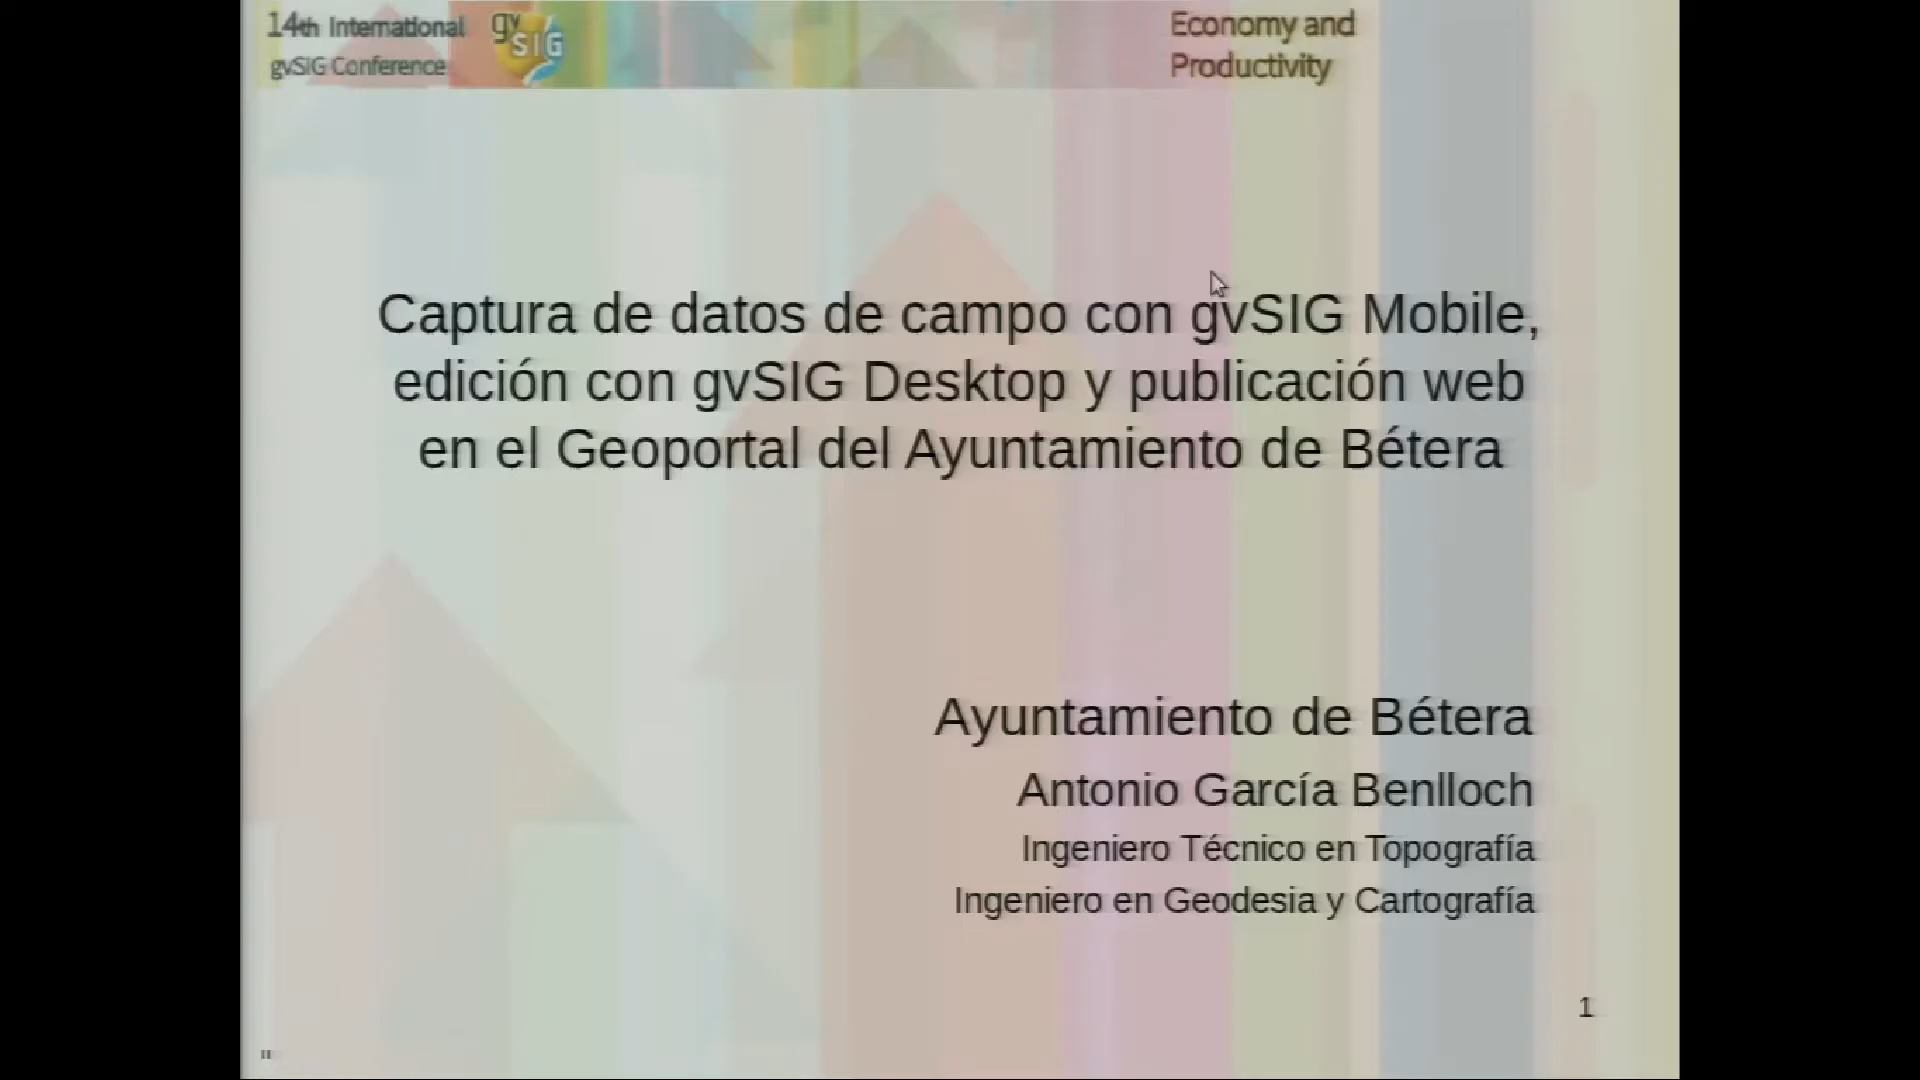 14th International
gvSIG Conference
gv
SIG
Economy and
Productivity
Captura de datos de campo con gvSIG Mobile,
edición con gvSIG Desktop y publicación web
en el Geoportal del Ayuntamiento de Bétera
Ayuntamiento de Bétera
Antonio García Benlloch
Ingeniero Técnico en Topografía
Ingeniero en Geodesia y Cartografía
1